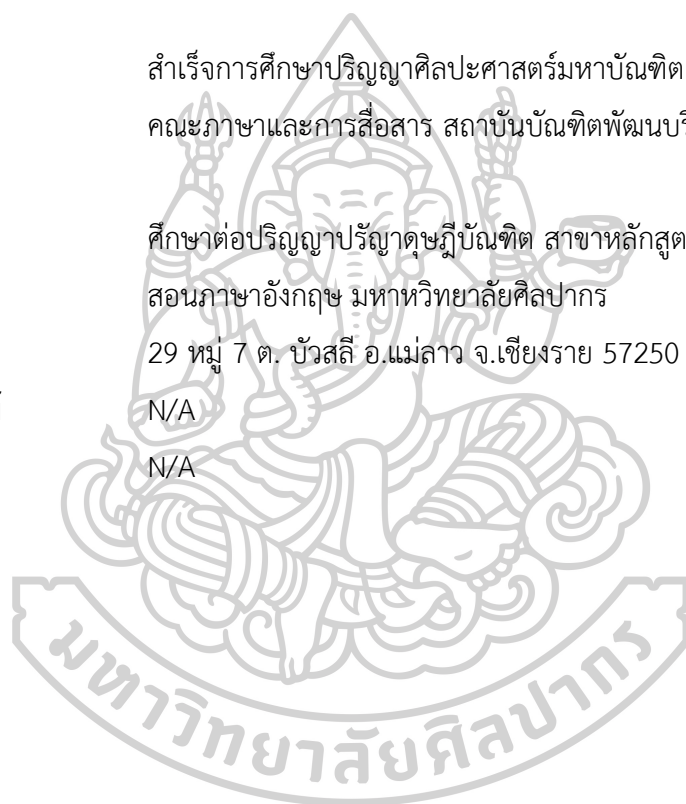 สำเร็จการศึกษาปริญญาศิลปะศาสตร์มหาบัณฑิต
คณะภาษาและการสื่อสาร สถาบันบัณฑิตพัฒนบริ
ศึกษาต่อปริญญาปรัญาดุษฎีบัณฑิต สาขาหลักสูต
สอนภาษาอังกฤษ มหาหวิทยาลัยศิลปากร
29 หมู่ 7 ต. บัวสลี อ.แม่ลาว จ.เชียงราย 57250
N/A
N/A
มหาวิทยาลัยศิลปากร